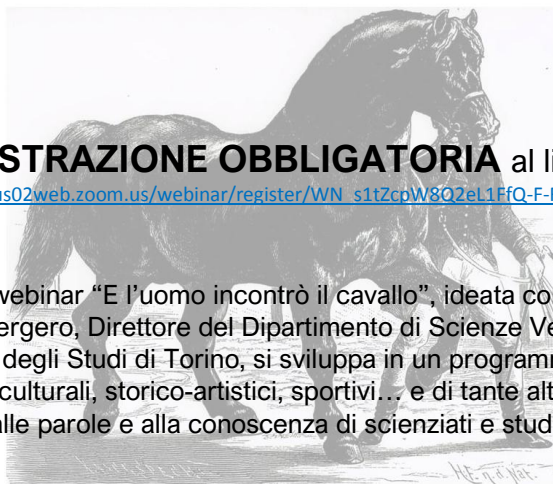 STRAZIONE OBBLIGATORIA al li
us02web.zoom.us/webinar/register/WN_s1tZcpW8Q2eL1FfQ-F-
webinar “E l’uomo incontrò il cavallo”, ideata co
ergero, Direttore del Dipartimento di Scienze Ve
degli Studi di Torino, si sviluppa in un programm
culturali, storico-artistici, sportivi… e di tante alt
alle parole e alla conoscenza di scienziati e stud